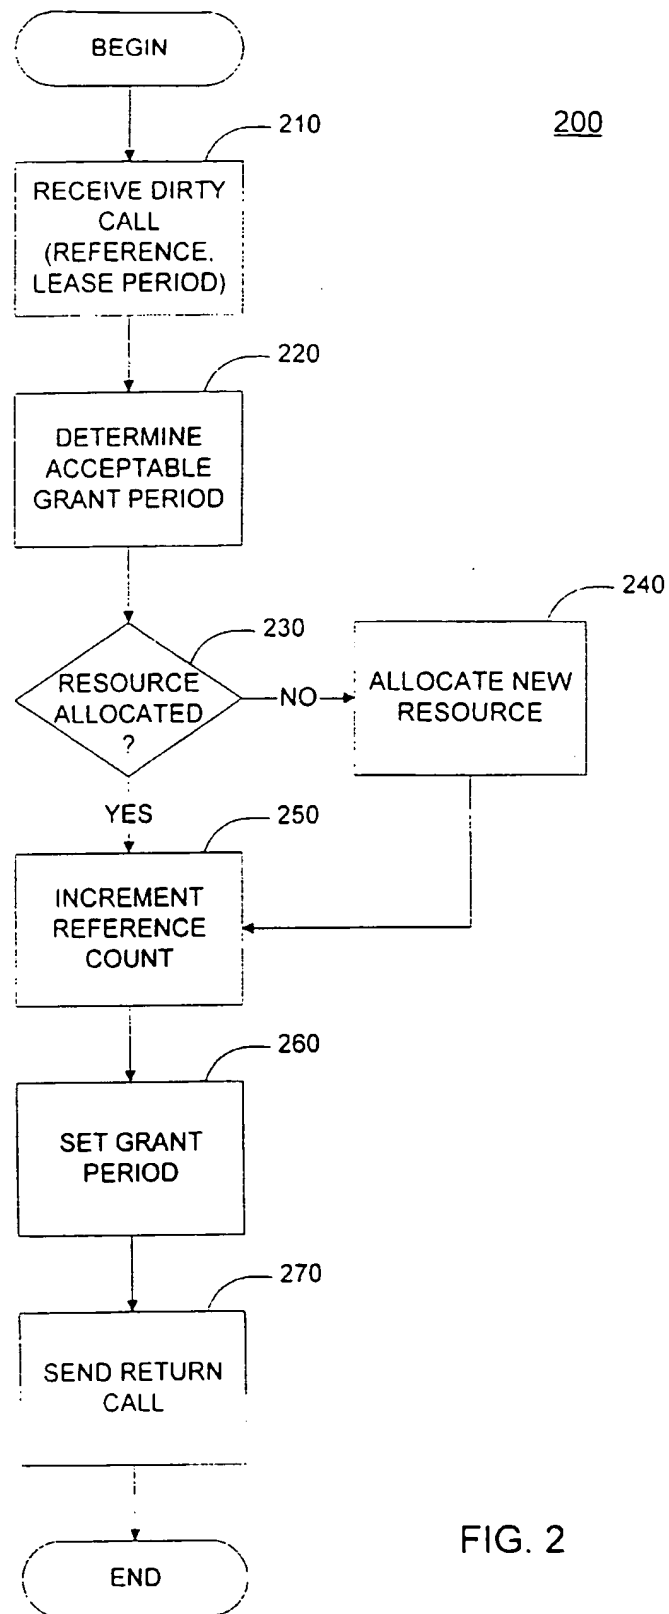 BEGIN
200
210
RECEIVE DIRTY
CALL
(REFERENCE.
LEASE PERIOD)
220
DETERMINE
ACCEPTABLE
GRANT PERIOD
230
RESOURCE
ALLOCATED
?
NO
240
ALLOCATE NEW
RESOURCE
YES
250
INCREMENT
REFERENCE
COUNT
260
SET GRANT
PERIOD
270
SEND RETURN
CALL
END
FIG. 2